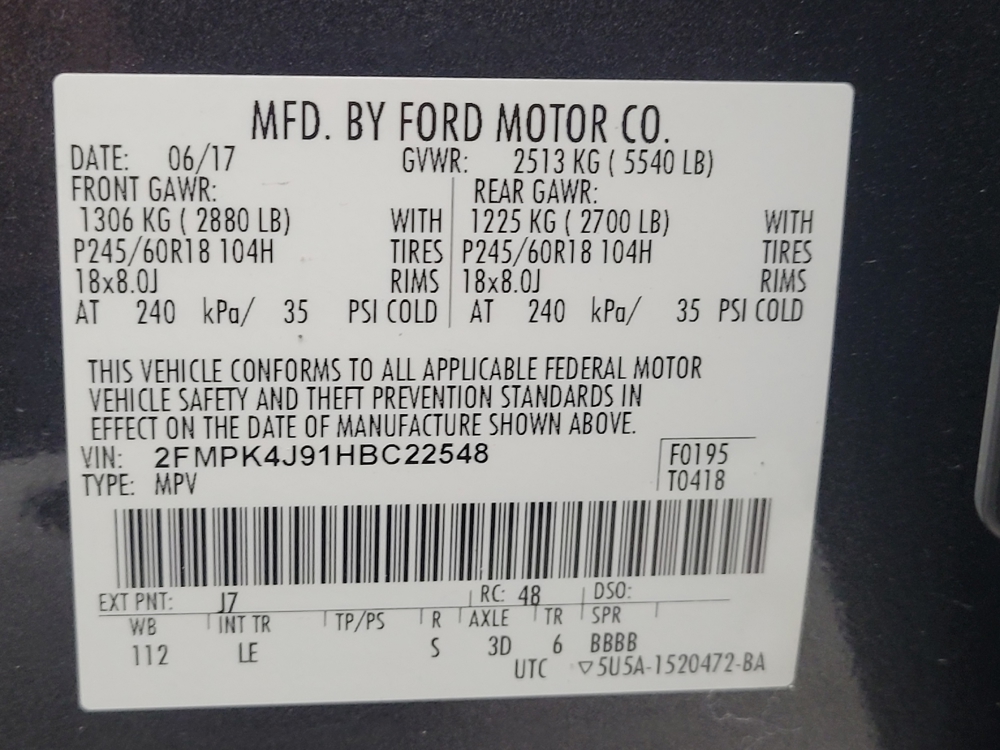 MFD. BY FORD MOTOR CO.
DATE: 06/17 GVWR: 2513 KG ( 5540 LB)
FRONT GAWR: REAR GAWR:
1306 KG ( 2880 LB) WITH 1225 KG ( 2700 LB) WITH
P245/60R18 104H TIRES P245/60R18 104H TIRES
18x8.0J RIMS 18x8.0J RIMS
AT 240 kPa/ 35 PSI COLD AT 240 kPa/ 35 PSI COLD
THIS VEHICLE CONFORMS TO ALL APPLICABLE FEDERAL MOTOR
VEHICLE SAFETY AND THEFT PREVENTION STANDARDS IN
EFFECT ON THE DATE OF MANUFACTURE SHOWN ABOVE.
VIN: 2FMPK4J91HBC22548 F0195
TYPE: MPV T0418
EXT PNT: J7 RC: 48 DSO:
WB INT TR TP/PS R AXLE TR SPR
112 LE S 3D 6 BBBB
UTC ▽5U5A-1520472-BA